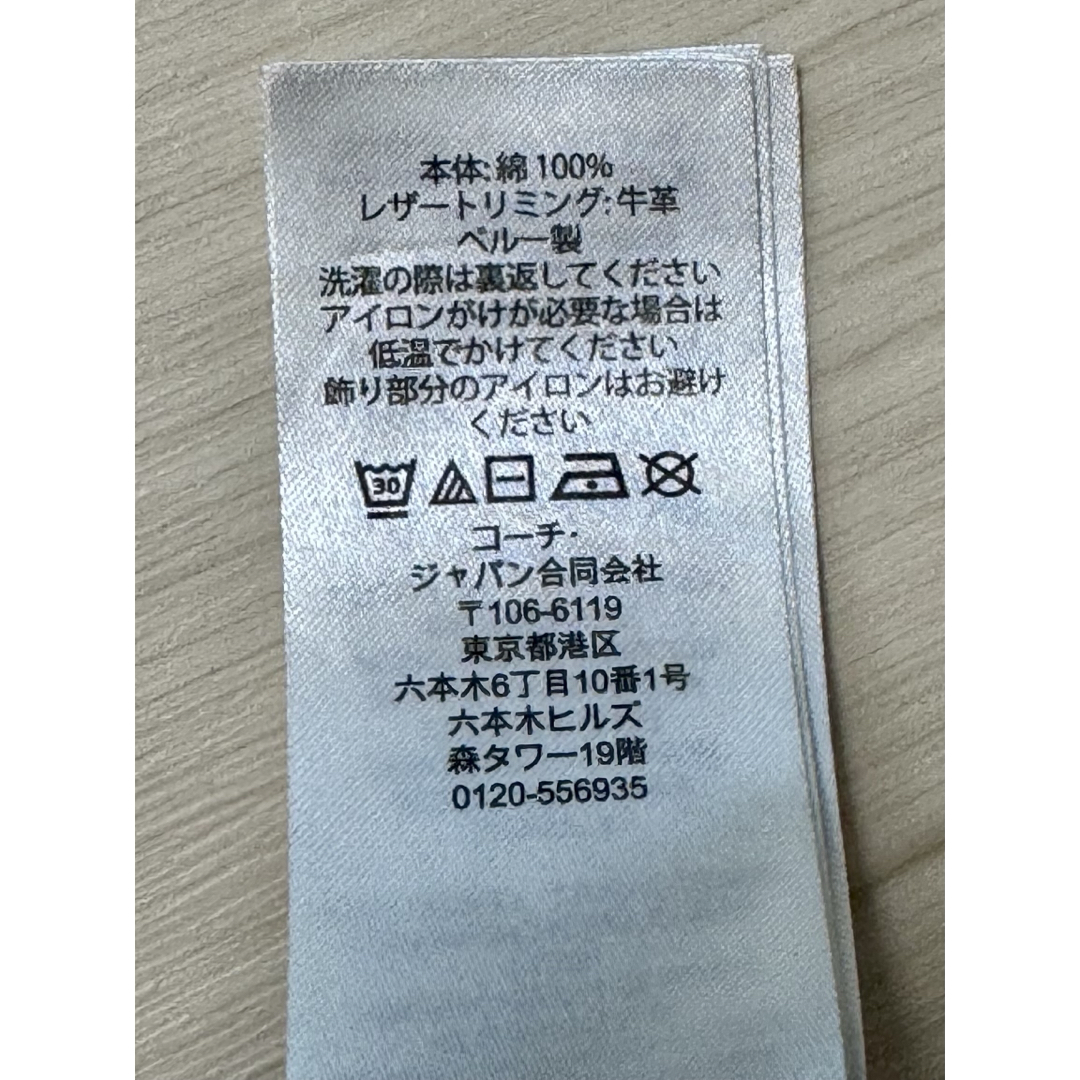 本体:綿 100%
レザートリミング:牛革
ペルー製
洗濯の際は裏返してください
アイロンがけが必要な場合は
低温でかけてください
飾り部分のアイロンはお避け
ください
30
コーチ・
ジャパン合同会社
〒106-6119
東京都港区
六本木6丁目10番1号
六本木ヒルズ
森タワー19階
0120-556935